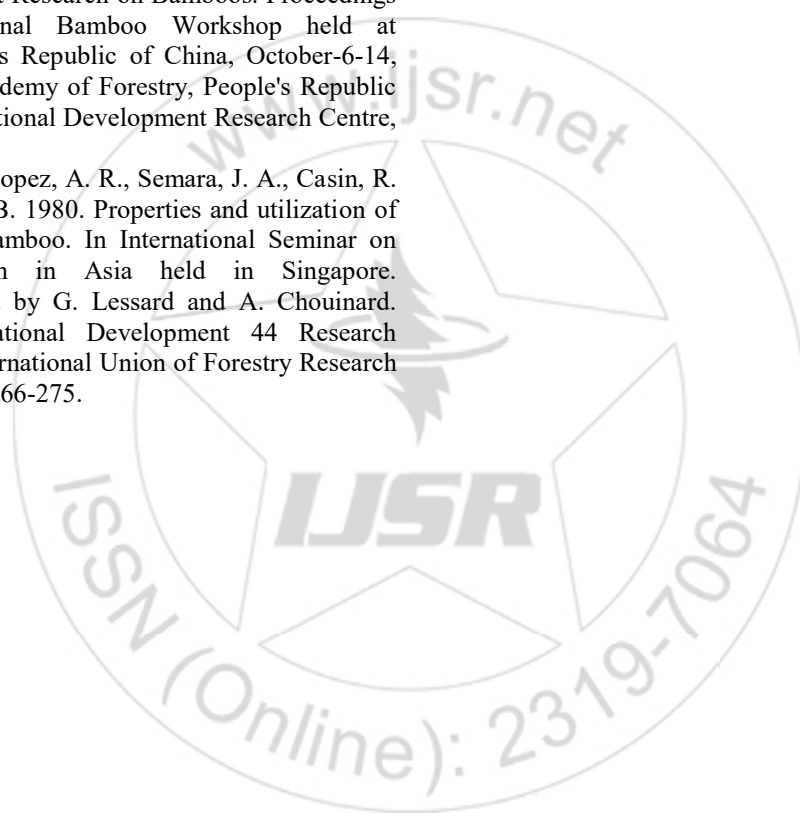 Research on Bamboos. Proceedings
nal Bamboo Workshop held at
s Republic of China, October-6-14,
demy of Forestry, People's Republic
tional Development Research Centre,
opez, A. R., Semara, J. A., Casin, R.
B. 1980. Properties and utilization of
amboo. In International Seminar on
n in Asia held in Singapore.
by G. Lessard and A. Chouinard.
ational Development 44 Research
rnational Union of Forestry Research
66-275.
www.ijsr.net
IJSR
ISSN (Online): 2319-7064